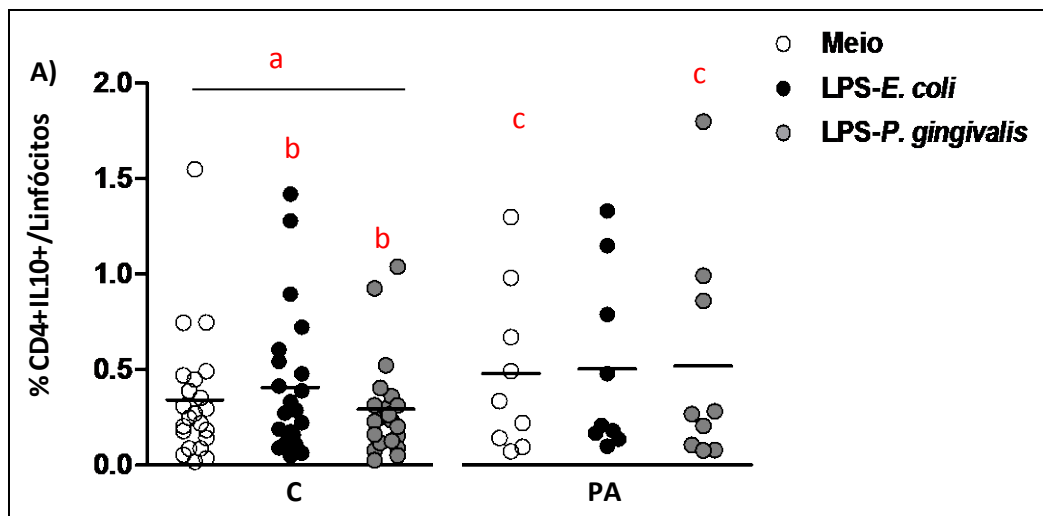 A)
%CD4+IL10+/Linfócitos
2.0
1.5
1.0
0.5
0.0
a
b
b
c
c
C
PA
Meio
LPS-E. coli
LPS-P. gingivalis